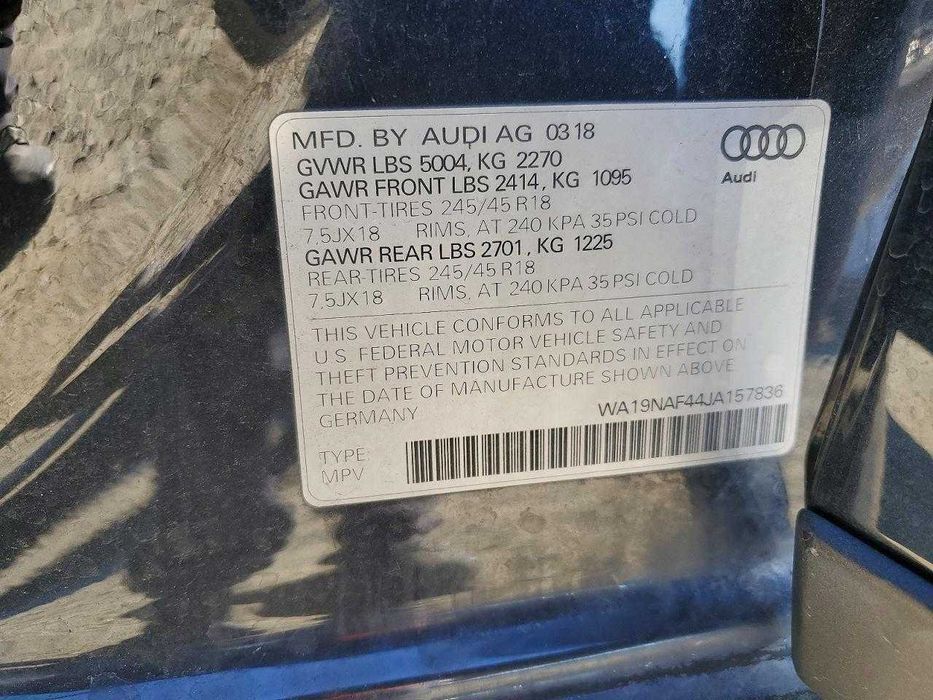 MFD. BY AUDI AG 03 18
Audi
GVWR LBS 5004, KG 2270
GAWR FRONT LBS 2414, KG 1095
FRONT-TIRES 245/45 R18
7.5JX18 RIMS, AT 240 KPA 35 PSI COLD
GAWR REAR LBS 2701, KG 1225
REAR-TIRES 245/45 R18
7.5JX18 RIMS, AT 240 KPA 35 PSI COLD
THIS VEHICLE CONFORMS TO ALL APPLICABLE
U.S. FEDERAL MOTOR VEHICLE SAFETY AND
THEFT PREVENTION STANDARDS IN EFFECT ON
THE DATE OF MANUFACTURE SHOWN ABOVE
GERMANY WA19NAF44JA157836
TYPE:
MPV